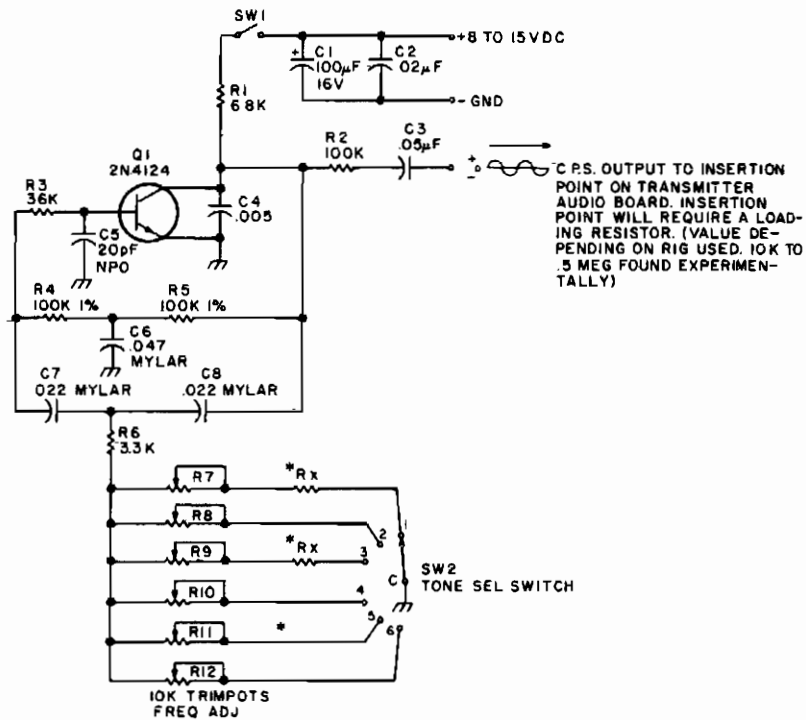 SW1
+8 TO 15VDC
+
C1
100µF
16V
C2
.02µF
- GND
R1
6.8K
R2
100K
C3
.05µF
+
-
C.P.S. OUTPUT TO INSERTION
POINT ON TRANSMITTER
AUDIO BOARD. INSERTION
POINT WILL REQUIRE A LOAD-
ING RESISTOR. (VALUE DE-
PENDING ON RIG USED. 10K TO
.5 MEG FOUND EXPERIMEN-
TALLY)
Q1
2N4124
R3
36K
C4
.005
C5
20pF
NPO
R4
100K 1%
R5
100K 1%
C6
.047
MYLAR
C7
.022 MYLAR
C8
.022 MYLAR
R6
3.3K
R7
*Rx
R8
R9
*Rx
R10
R11
*
R12
1
2
3
4
5
6
C
SW2
TONE SEL SWITCH
10K TRIMPOTS
FREQ ADJ